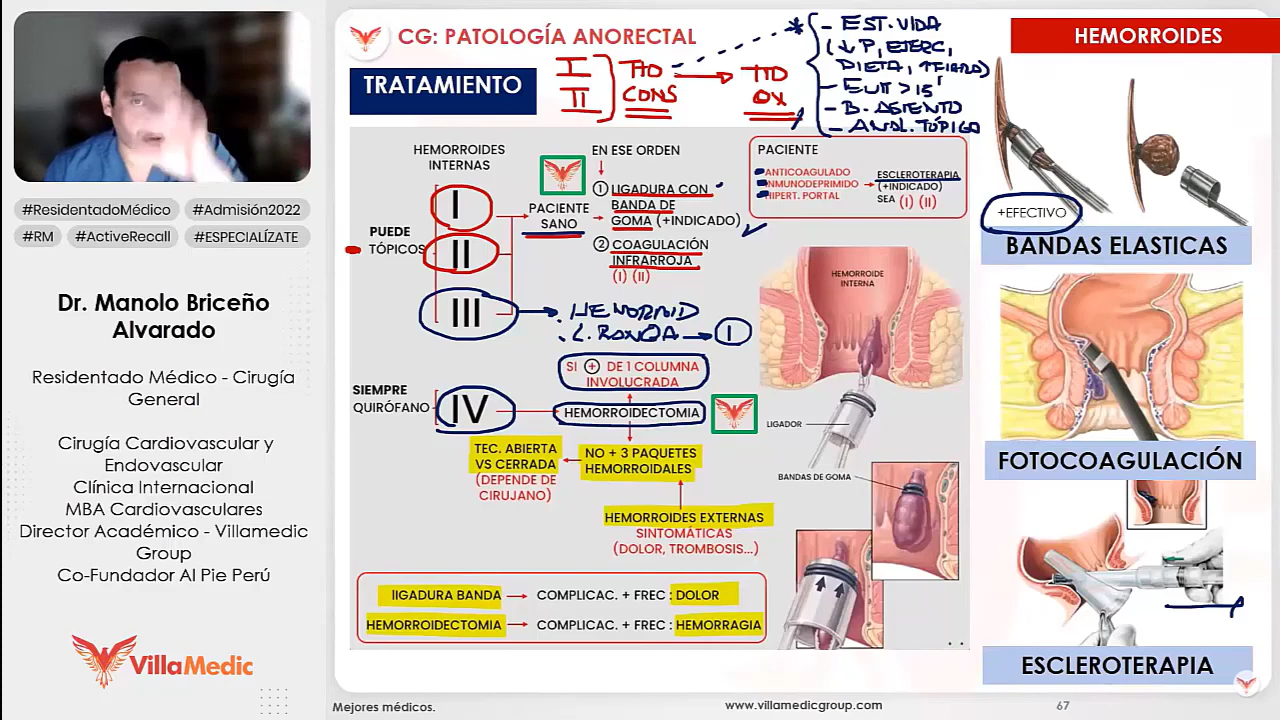 #ResidentadoMédico
#Admisión2022
#RM
#ActiveRecall
#ESPECIALÍZATE
Dr. Manolo Briceño
Alvarado
Residentado Médico - Cirugía
General
Cirugía Cardiovascular y
Endovascular
Clínica Internacional
MBA Cardiovasculares
Director Académico - Villamedic
Group
Co-Fundador Al Pie Perú
VillaMedic
CG: PATOLOGÍA ANORECTAL
HEMORROIDES
TRATAMIENTO
I
II
TTO
CONS
TTO
QX
- EST. VIDA
(↓P, EJERC,
DIETA, ↑FIBRA)
- EVIT > 15'
- B. ASIENTO
- ANAL. TÓPICO
HEMORROIDES
INTERNAS
I
II
III
PUEDE
TÓPICOS
PACIENTE
SANO
EN ESE ORDEN
1 LIGADURA CON
BANDA DE
GOMA (+INDICADO)
2 COAGULACIÓN
INFRARROJA
(I) (II)
PACIENTE
ANTICOAGULADO
INMUNODEPRIMIDO
HIPERT. PORTAL
ESCLEROTERAPIA
(+INDICADO)
SEA (I) (II)
. HEMORROID
. L. BANDA → I
SI + DE 1 COLUMNA
INVOLUCRADA
SIEMPRE
QUIRÓFANO
IV
HEMORROIDECTOMIA
TEC. ABIERTA
VS CERRADA
(DEPENDE DE
CIRUJANO)
NO + 3 PAQUETES
HEMORROIDALES
HEMORROIDES EXTERNAS
SINTOMÁTICAS
(DOLOR, TROMBOSIS...)
lIGADURA BANDA → COMPLICAC. + FREC : DOLOR
HEMORROIDECTOMIA → COMPLICAC. + FREC : HEMORRAGIA
HEMORROIDE
INTERNA
LIGADOR
BANDAS DE GOMA
+EFECTIVO
BANDAS ELASTICAS
FOTOCOAGULACIÓN
ESCLEROTERAPIA
Mejores médicos.
www.villamedicgroup.com
67